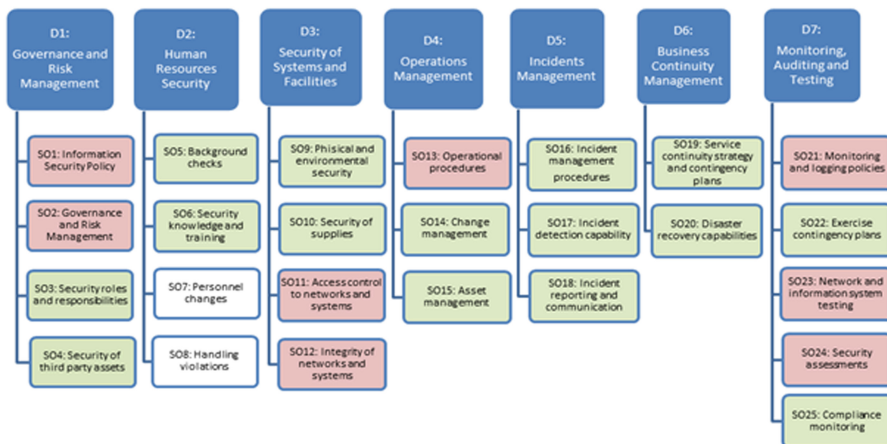 D1:
Governance and
Risk
Management
SO1: Information
Security Policy
SO2: Governance
and Risk
Management
SO3: Security roles
and responsibilities
SO4: Security of
third party assets
D2:
Human
Resources
Security
SO5: Background
checks
SO6: Security
knowledge and
training
SO7: Personnel
changes
SO8: Handling
violations
D3:
Security of
Systems and
Facilities
SO9: Phisical and
environmental
security
SO10: Security of
supplies
SO11: Access control
to networks and
systems
SO12: Integrity of
networks and
systems
D4:
Operations
Management
SO13: Operational
procedures
SO14: Change
management
SO15: Asset
management
D5:
Incidents
Management
SO16: Incident
management
procedures
SO17: Incident
detection capability
SO18: Incident
reporting and
communication
D6:
Business
Continuity
Management
SO19: Service
continuity strategy
and contingency
plans
SO20: Disaster
recovery capabilities
D7:
Monitoring,
Auditing and
Testing
SO21: Monitoring
and logging policies
SO22: Exercise
contingency plans
SO23: Network and
information system
testing
SO24: Security
assessments
SO25: Compliance
monitoring